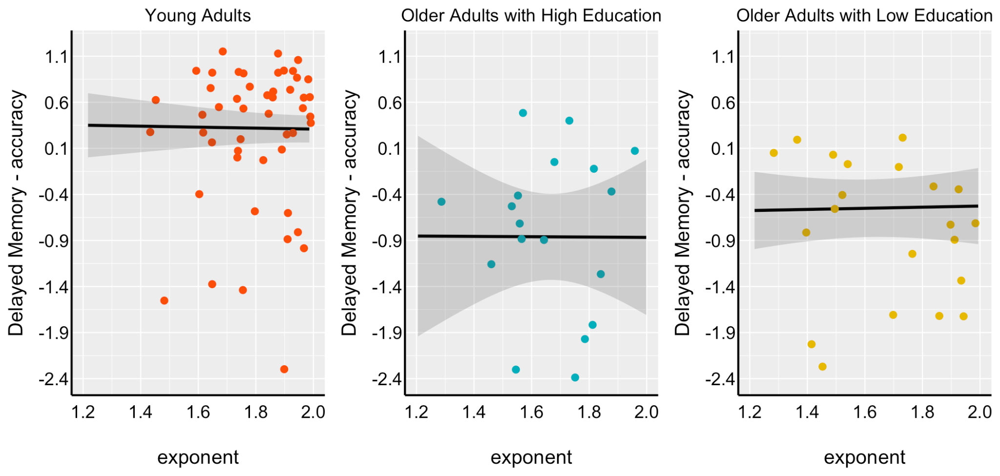 Young Adults
Older Adults with High Education
Older Adults with Low Education
Delayed Memory - accuracy
1.1
0.6
0.1
-0.4
-0.9
-1.4
-1.9
-2.4
1.2 1.4 1.6 1.8 2.0
exponent
Delayed Memory - accuracy
1.1
0.6
0.1
-0.4
-0.9
-1.4
-1.9
-2.4
1.2 1.4 1.6 1.8 2.0
exponent
Delayed Memory - accuracy
1.1
0.6
0.1
-0.4
-0.9
-1.4
-1.9
-2.4
1.2 1.4 1.6 1.8 2.0
exponent